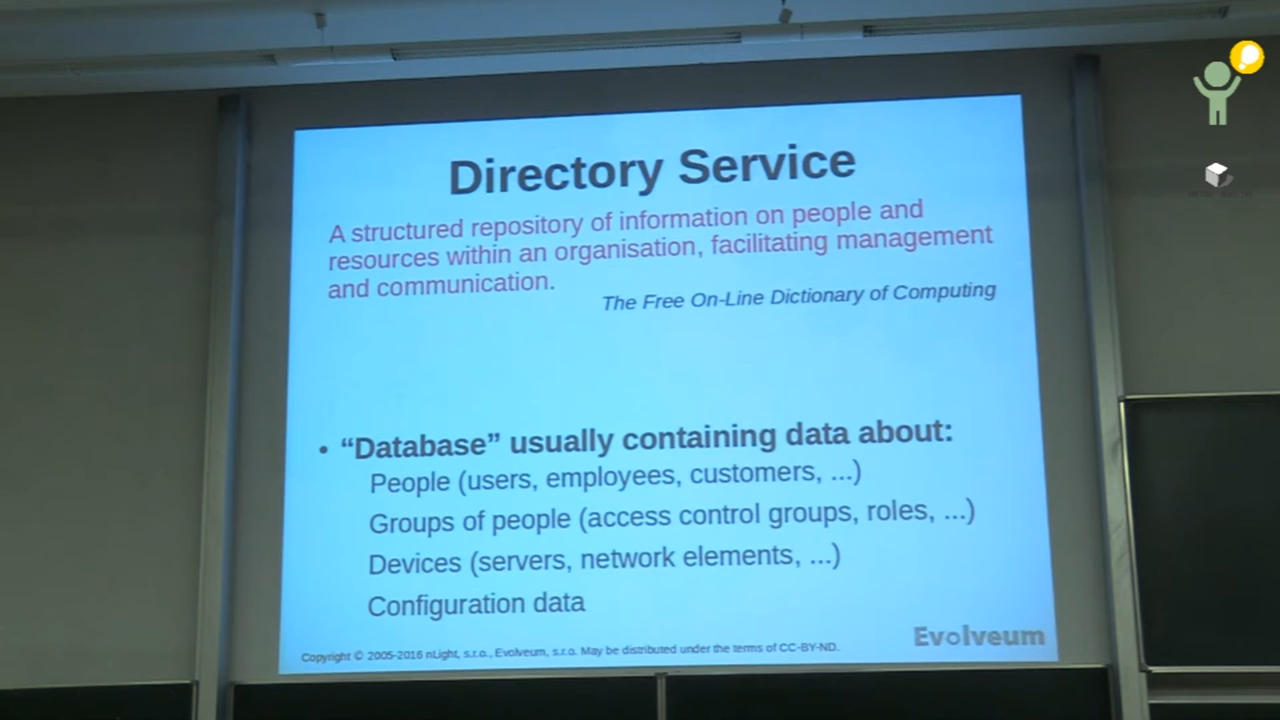 Directory Service
A structured repository of information on people and
resources within an organisation, facilitating management
and communication.
The Free On-Line Dictionary of Computing
• “Database” usually containing data about:
People (users, employees, customers, ...)
Groups of people (access control groups, roles, ...)
Devices (servers, network elements, ...)
Configuration data
Copyright © 2005-2016 nLight, s.r.o., Evolveum, s.r.o. May be distributed under the terms of CC-BY-ND.
Evolveum